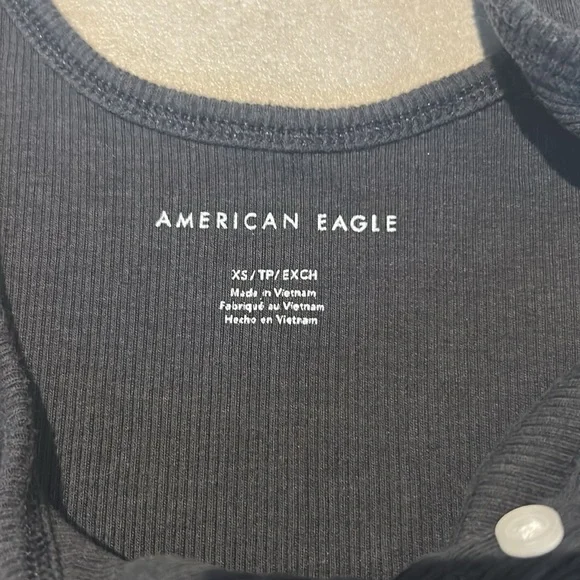 AMERICAN EAGLE
XS/TP/EXCH
Made in Vietnam
Fabriqué au Vietnam
Hecho en Vietnam